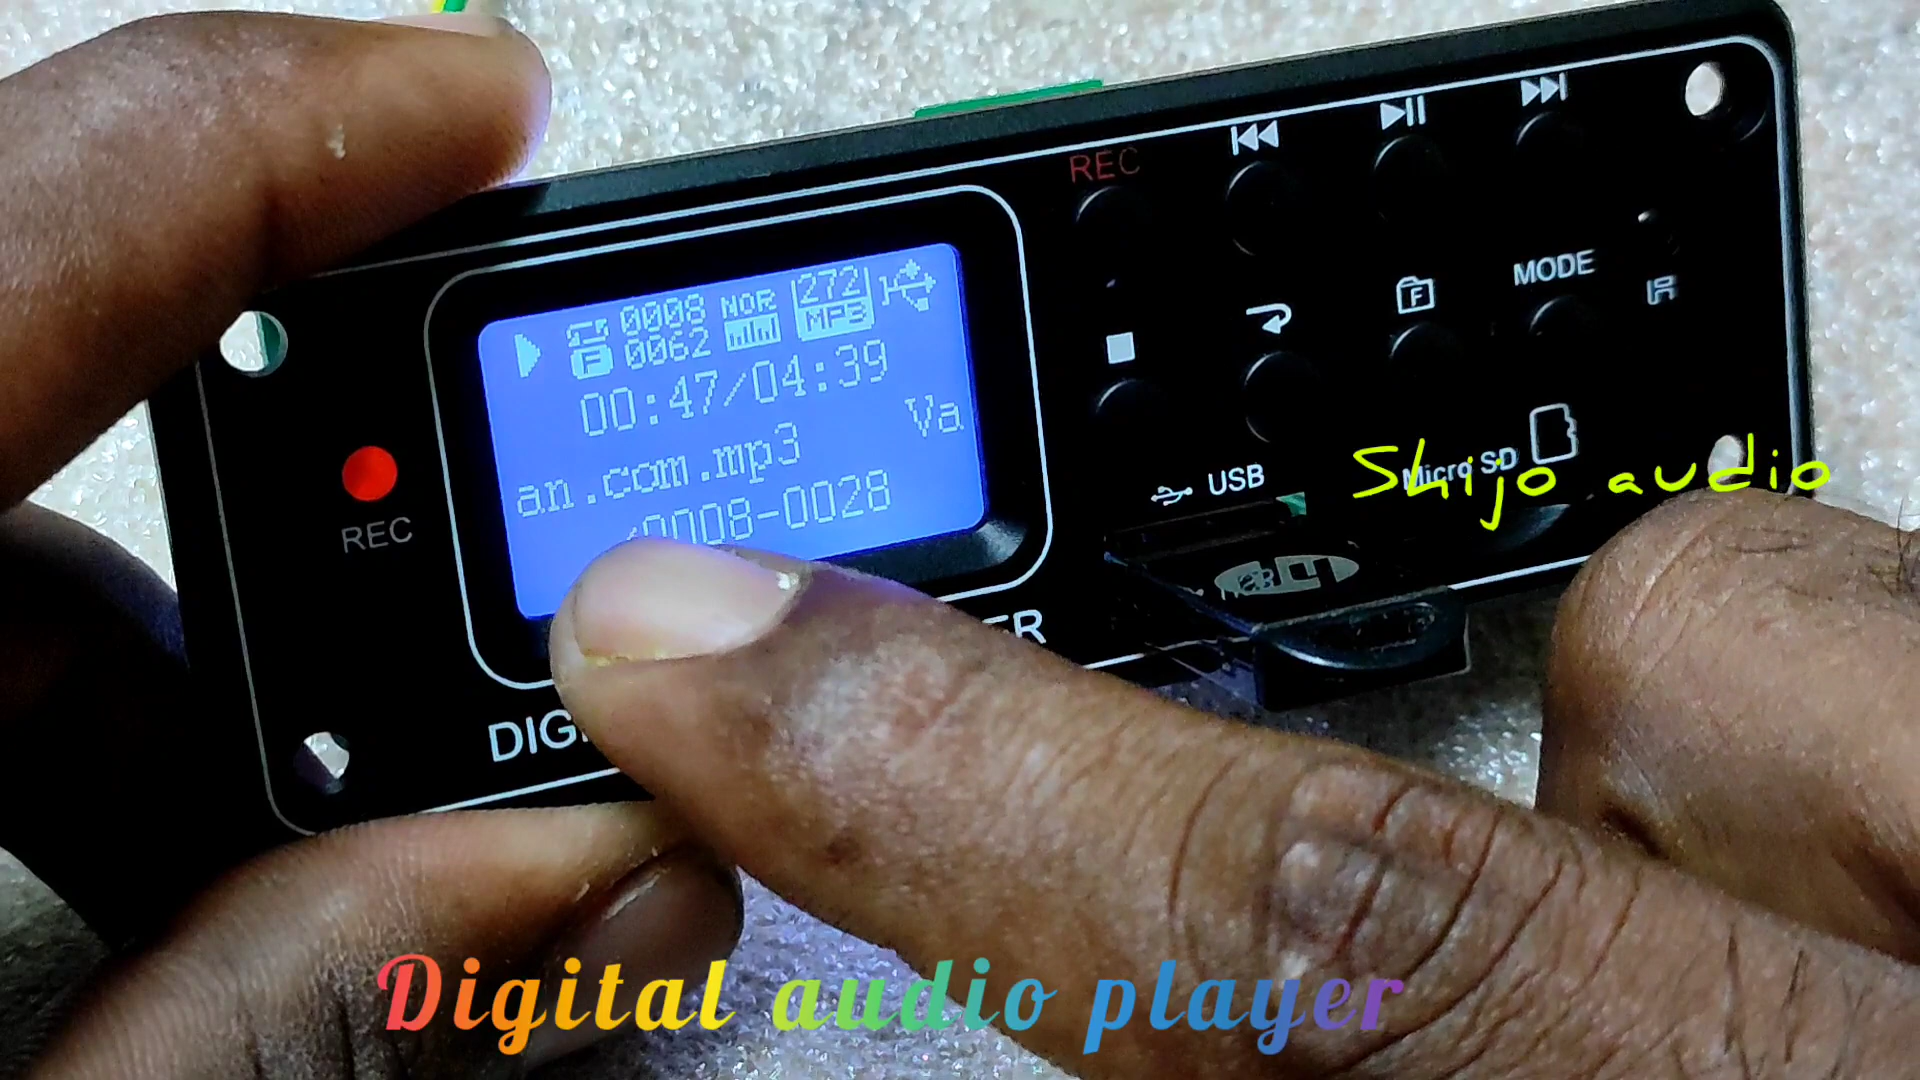 REC
0008 NOR 272
F 0062 MP3
00:47/04:39
an.com.mp3 Va
0008-0028
REC
F
MODE
USB
Micro SD
Shijo audio
Digital audio player